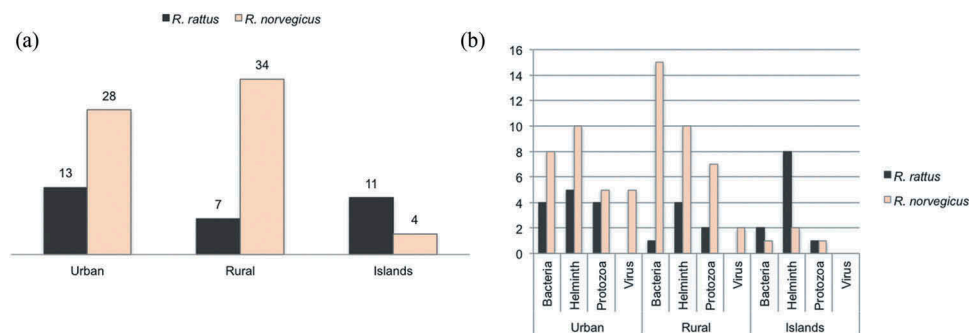 R. rattus R. norvegicus
(a)
28
34
13
7
11
4
Urban Rural Islands
(b)
16
14
12
10
8
6
4
2
0
Bacteria Helminth Protozoa Virus Bacteria Helminth Protozoa Virus Bacteria Helminth Protozoa Virus
Urban Rural Islands
R. rattus
R. norvegicus